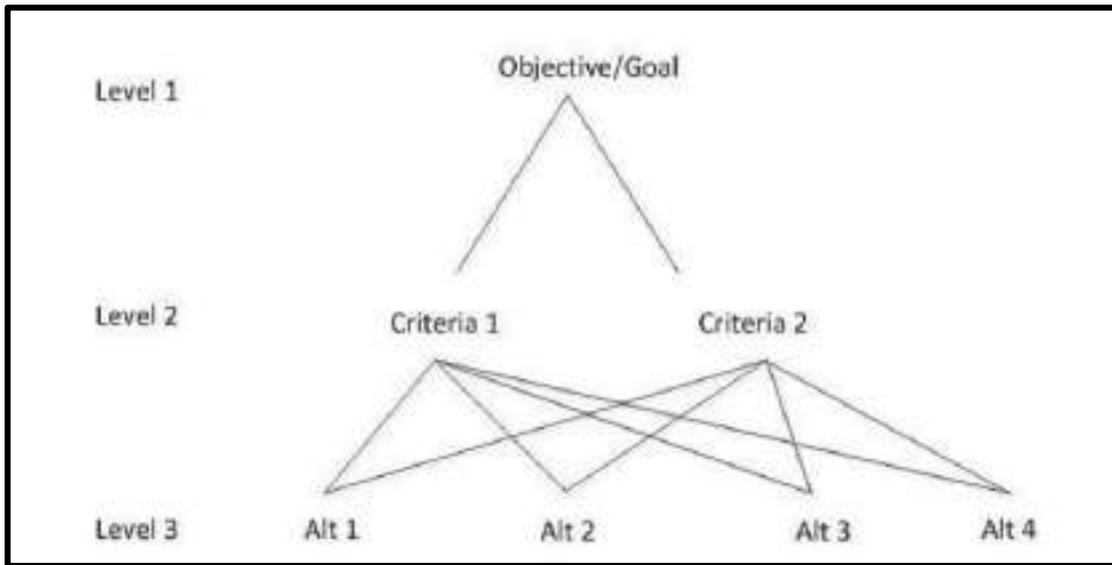 Objective/Goal
Level 1
Level 2
Criteria 1
Criteria 2
Level 3
Alt 1
Alt 2
Alt 3
Alt 4